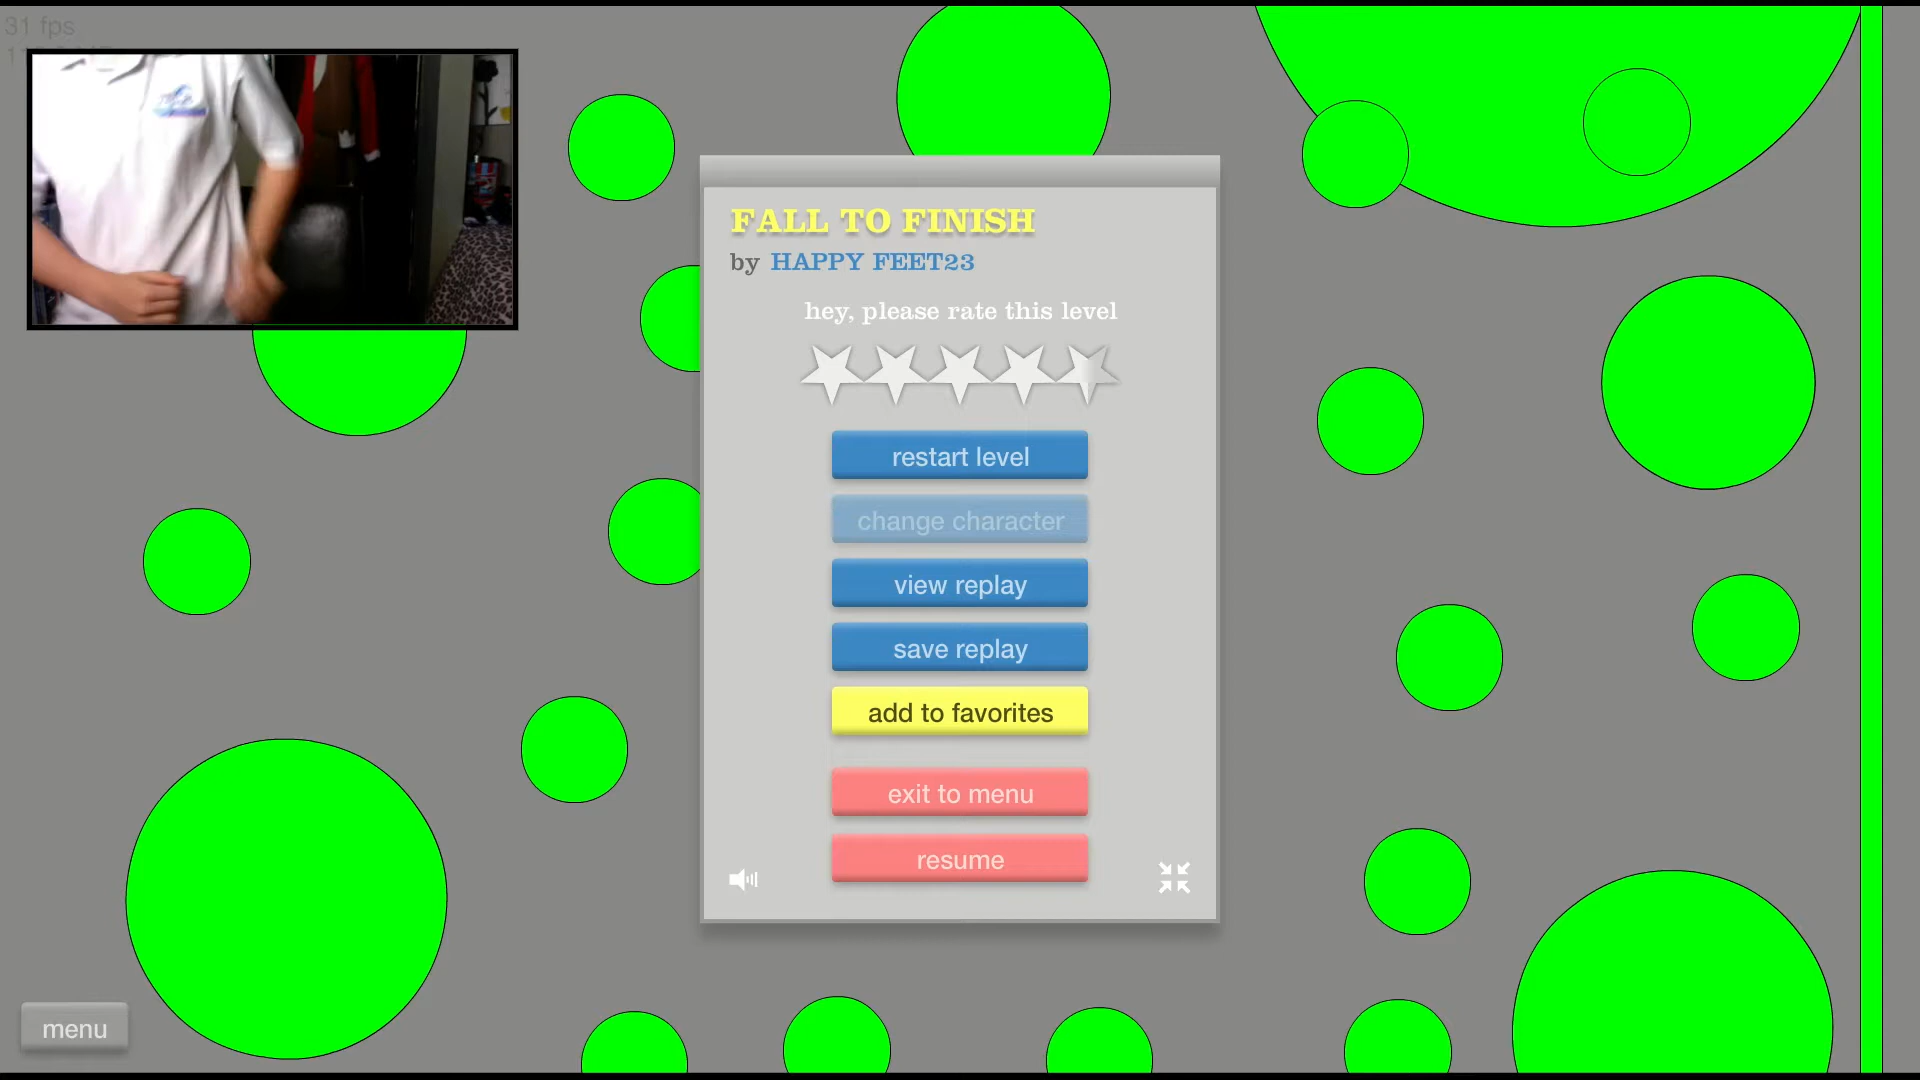 31 fps
FALL TO FINISH
by HAPPY FEET23
hey, please rate this level
restart level
change character
view replay
save replay
add to favorites
exit to menu
resume
menu